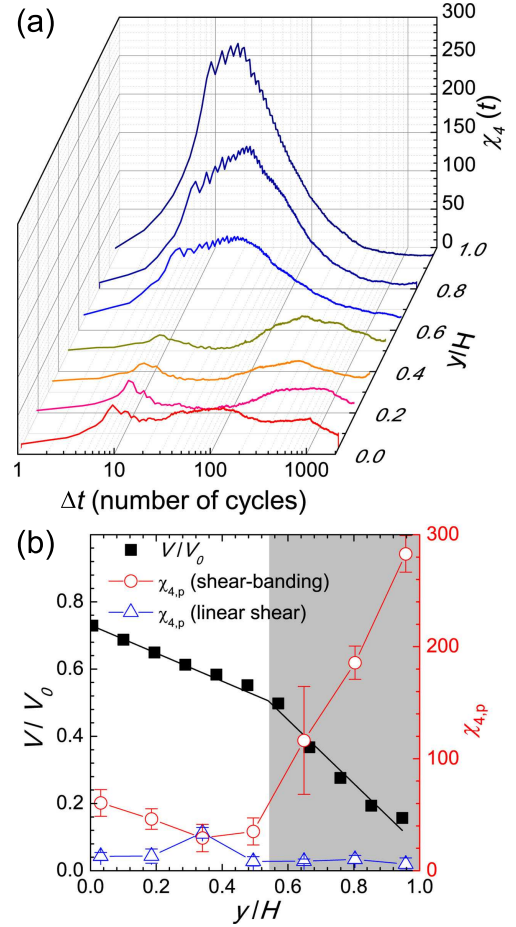 (a)
300
250
200
150
100
50
0
χ₄ (t)
1.0
0.8
0.6
0.4
0.2
0.0
y/H
1
10
100
1000
Δt (number of cycles)
(b)
V/V₀
χ₄,ₚ (shear-banding)
χ₄,ₚ (linear shear)
0.8
0.6
0.4
0.2
0.0
V / V₀
300
200
100
0
χ₄,ₚ
0.0
0.2
0.4
0.6
0.8
1.0
y/H